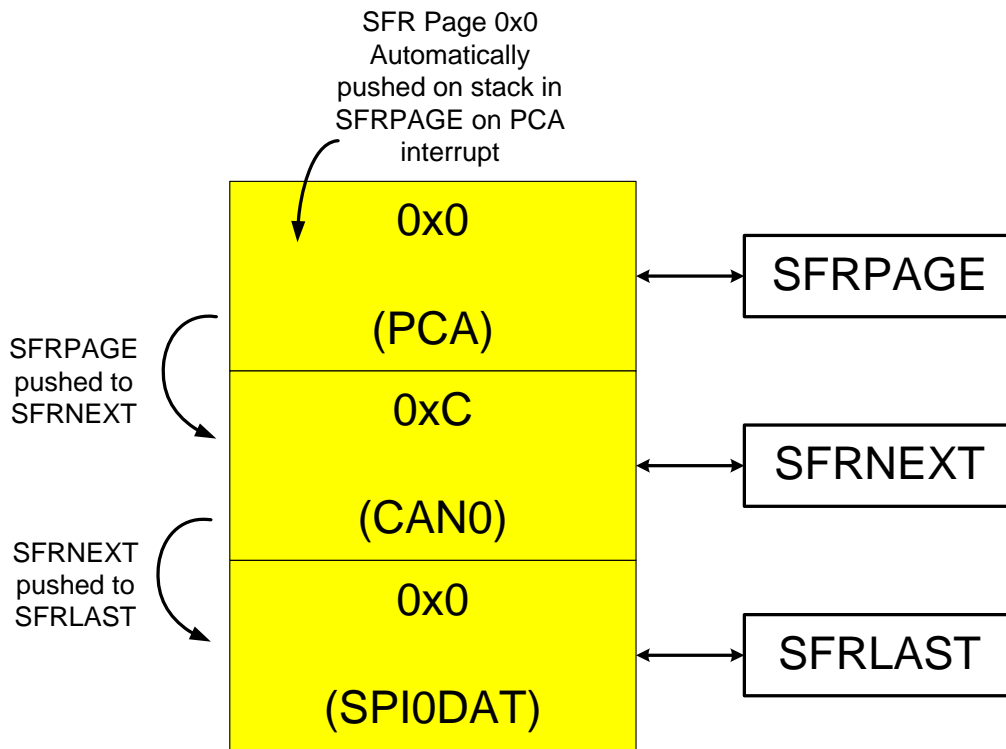 SFR Page 0x0
Automatically
pushed on stack in
SFRPAGE on PCA
interrupt
0x0
(PCA)
SFRPAGE
SFRPAGE
pushed to
SFRNEXT
0xC
(CAN0)
SFRNEXT
SFRNEXT
pushed to
SFRLAST
0x0
(SPI0DAT)
SFRLAST